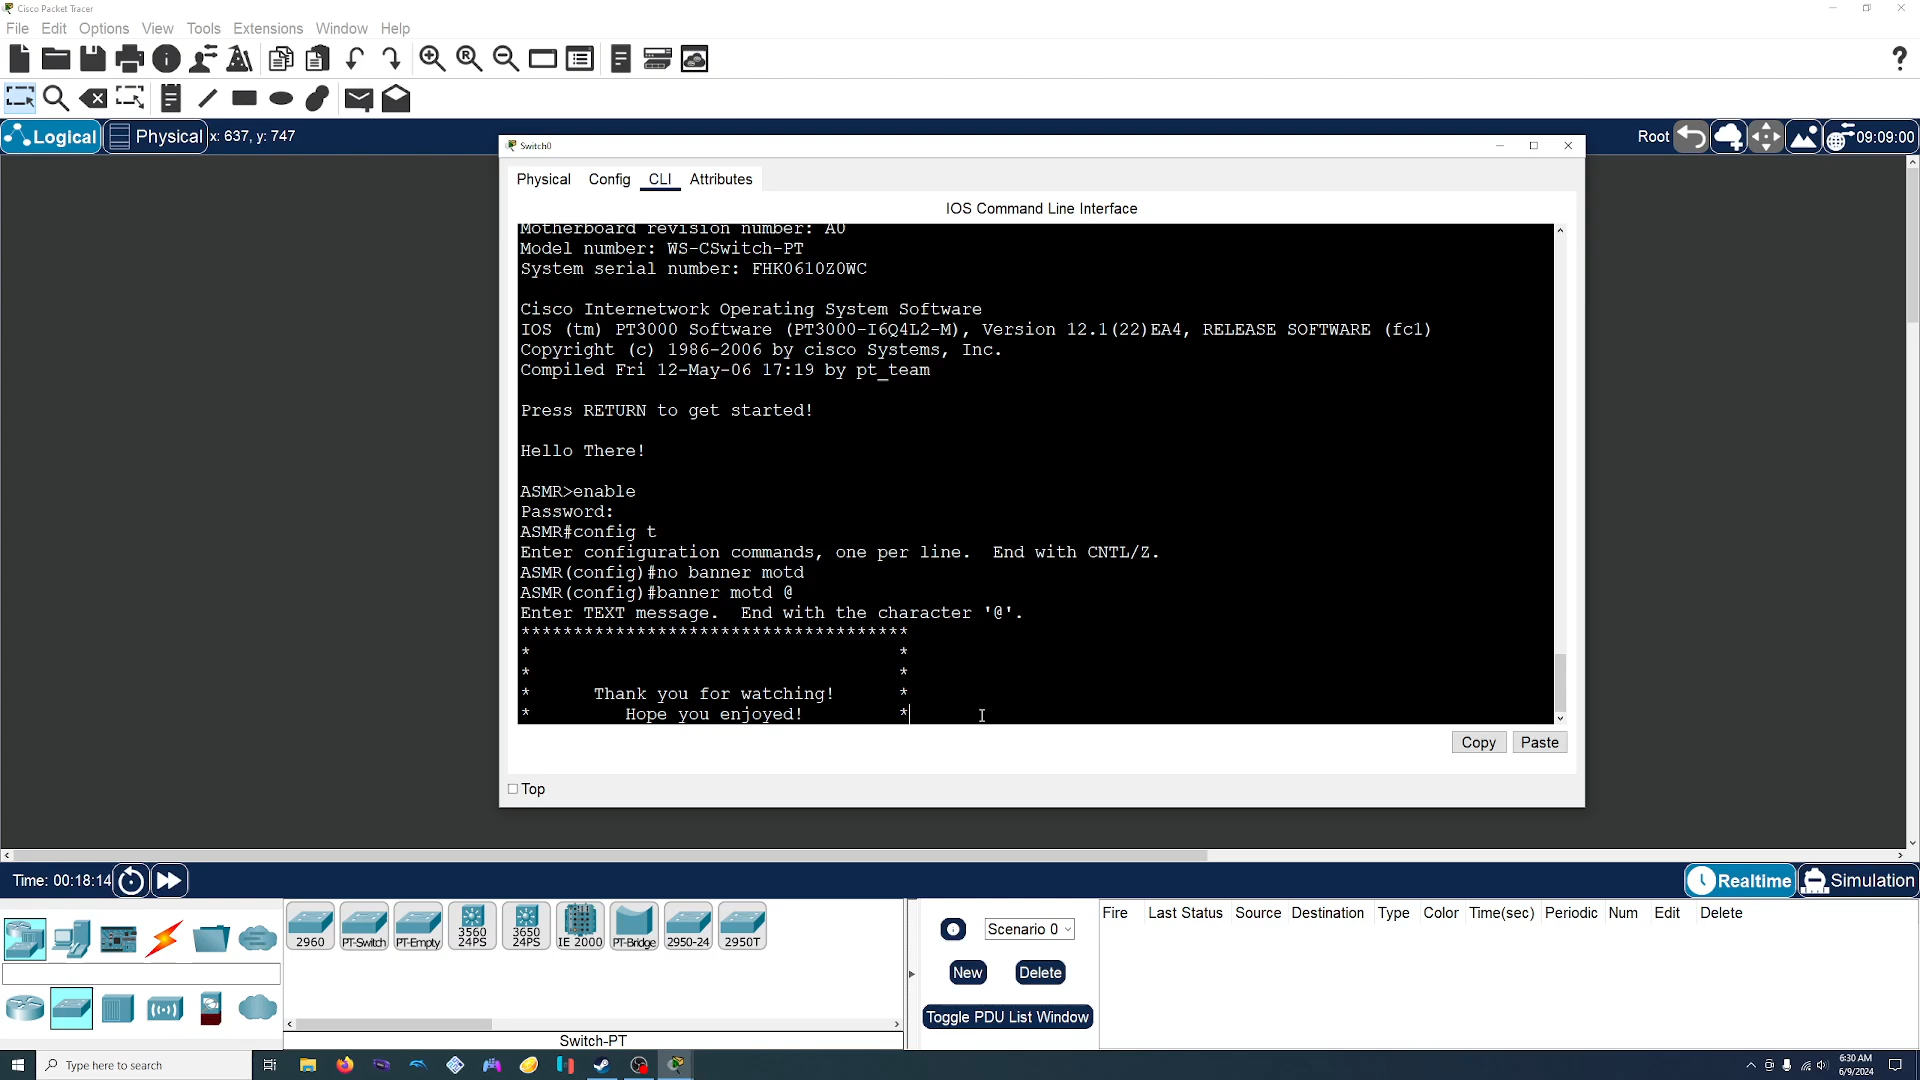 Cisco Packet Tracer
File Edit Options View Tools Extensions Window Help
Logical Physical x: 637, y: 747 Root 09:09:00
Switch0
Physical Config CLI Attributes
IOS Command Line Interface
Motherboard revision number: A0
Model number: WS-CSwitch-PT
System serial number: FHK0610Z0WC
Cisco Internetwork Operating System Software
IOS (tm) PT3000 Software (PT3000-I6Q4L2-M), Version 12.1(22)EA4, RELEASE SOFTWARE (fc1)
Copyright (c) 1986-2006 by cisco Systems, Inc.
Compiled Fri 12-May-06 17:19 by pt_team
Press RETURN to get started!
Hello There!
ASMR>enable
Password:
ASMR#config t
Enter configuration commands, one per line.  End with CNTL/Z.
ASMR(config)#no banner motd
ASMR(config)#banner motd @
Enter TEXT message.  End with the character '@'.
*************************************
*                                   *
*                                   *
*      Thank you for watching!      *
*         Hope you enjoyed!         *
Copy Paste
Top
Time: 00:18:14 Realtime Simulation
2960 PT-Switch PT-Empty 3560 24PS 3650 24PS IE 2000 PT-Bridge 2950-24 2950T
Scenario 0
New Delete
Toggle PDU List Window
Fire Last Status Source Destination Type Color Time(sec) Periodic Num Edit Delete
Switch-PT
Type here to search
6:30 AM
6/9/2024